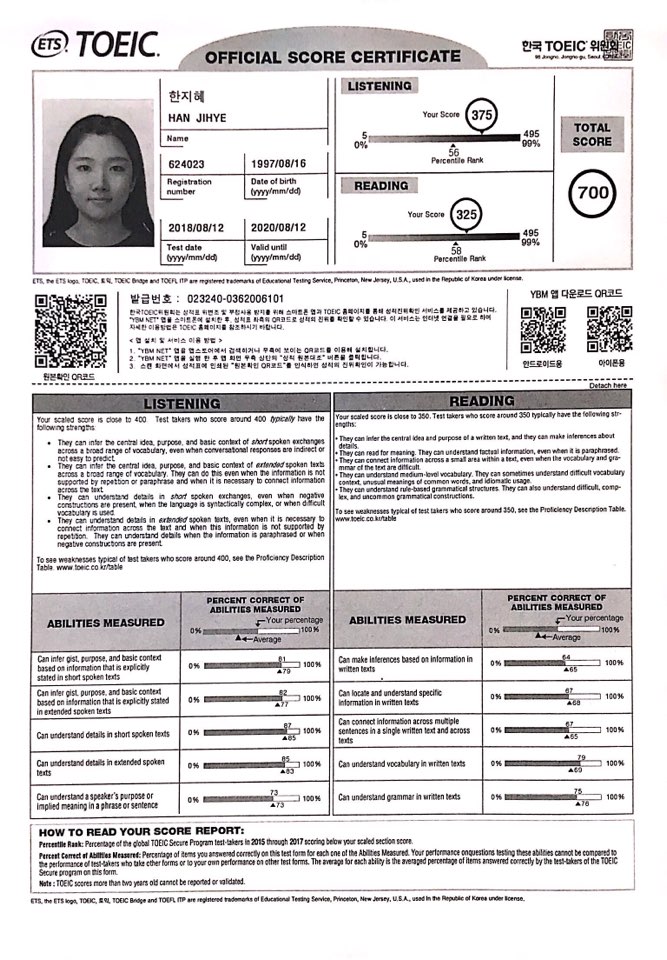 ETS TOEIC.
OFFICIAL SCORE CERTIFICATE
한국 TOEIC 위원회
한지혜
HAN JIHYE
Name
624023
1997/08/16
Registration number
Date of birth (yyyy/mm/dd)
2018/08/12
2020/08/12
Test date (yyyy/mm/dd)
Valid until (yyyy/mm/dd)
LISTENING
Your Score 375
5 495
0% 99%
56
Percentile Rank
READING
Your Score 325
5 495
0% 99%
58
Percentile Rank
TOTAL SCORE
700
ETS, the ETS logo, TOEIC, 토익, TOEIC Bridge and TOEFL ITP are registered trademarks of Educational Testing Service, Princeton, New Jersey, U.S.A., used in the Republic of Korea under license.
발급번호 : 023240-0362006101
한국TOEIC위원회는 성적표 위변조 및 부정사용 방지를 위해 스마트폰 앱과 TOEIC 홈페이지를 통해 성적진위확인 서비스를 제공하고 있습니다.
"YBM NET" 앱을 스마트폰에 설치한 후, 성적표 좌측의 QR코드로 성적의 진위를 확인할 수 있습니다. 이 서비스는 인터넷 연결을 필요로 하며
자세한 이용방법은 TOEIC 홈페이지를 참조하시기 바랍니다.
< 앱 설치 및 서비스 이용 방법 >
1. "YBM NET" 앱을 앱스토어에서 검색하거나 우측에 보이는 QR코드를 이용해 설치합니다.
2. "YBM NET" 앱을 실행한 후 앱 화면 우측 상단의 "성적 원본대조" 버튼을 클릭합니다.
3. 스캔 화면에서 성적표에 인쇄된 "원본확인 QR코드"를 인식하면 성적의 진위확인이 가능합니다.
원본확인 QR코드
YBM 앱 다운로드 QR코드
안드로이드용
아이폰용
Detach here
LISTENING
Your scaled score is close to 400. Test takers who score around 400 typically have the
following strengths:
• They can infer the central idea, purpose, and basic context of short spoken exchanges
across a broad range of vocabulary, even when conversational responses are indirect or
not easy to predict.
• They can infer the central idea, purpose, and basic context of extended spoken texts
across a broad range of vocabulary. They can do this even when the information is not
supported by repetition or paraphrase and when it is necessary to connect information
across the text.
• They can understand details in short spoken exchanges, even when negative
constructions are present, when the language is syntactically complex, or when difficult
vocabulary is used.
• They can understand details in extended spoken texts, even when it is necessary to
connect information across the text and when this information is not supported by
repetition. They can understand details when the information is paraphrased or when
negative constructions are present.
To see weaknesses typical of test takers who score around 400, see the Proficiency Description
Table. www.toeic.co.kr/table
READING
Your scaled score is close to 350. Test takers who score around 350 typically have the following str-
engths:
• They can infer the central idea and purpose of a written text, and they can make inferences about
details.
• They can read for meaning. They can understand factual information, even when it is paraphrased.
• They can connect information across a small area within a text, even when the vocabulary and gra-
mmar of the text are difficult.
• They can understand medium-level vocabulary. They can sometimes understand difficult vocabulary
context, unusual meanings of common words, and idiomatic usage.
• They can understand rule-based grammatical structures. They can also understand difficult, comp-
lex, and uncommon grammatical constructions.
To see weaknesses typical of test takers who score around 350, see the Proficiency Description Table.
www.toeic.co.kr/table
ABILITIES MEASURED
PERCENT CORRECT OF ABILITIES MEASURED
Your percentage
0% 100%
Average
Can infer gist, purpose, and basic context
based on information that is explicitly
stated in short spoken texts
0% 81 100%
79
Can infer gist, purpose, and basic context
based on information that is explicitly stated
in extended spoken texts
0% 82 100%
77
Can understand details in short spoken texts
0% 87 100%
85
Can understand details in extended spoken
texts
0% 85 100%
83
Can understand a speaker's purpose or
implied meaning in a phrase or sentence
0% 73 100%
73
ABILITIES MEASURED
PERCENT CORRECT OF ABILITIES MEASURED
Your percentage
0% 100%
Average
Can make inferences based on information in
written texts
0% 64 100%
65
Can locate and understand specific
information in written texts
0% 67 100%
68
Can connect information across multiple
sentences in a single written text and across
texts
0% 67 100%
65
Can understand vocabulary in written texts
0% 79 100%
69
Can understand grammar in written texts
0% 75 100%
76
HOW TO READ YOUR SCORE REPORT:
Percentile Rank: Percentage of the global TOEIC Secure Program test-takers in 2015 through 2017 scoring below your scaled section score.
Percent Correct of Abilities Measured: Percentage of items you answered correctly on this test form for each one of the Abilities Measured. Your performance onquestions testing these abilities cannot be compared to
the performance of test-takers who take other forms or to your own performance on other test forms. The average for each ability is the averaged percentage of items answered correctly by the test-takers of the TOEIC
Secure program on this form.
Note : TOEIC scores more than two years old cannot be reported or validated.
ETS, the ETS logo, TOEIC, 토익, TOEIC Bridge and TOEFL ITP are registered trademarks of Educational Testing Service, Princeton, New Jersey, U.S.A., used in the Republic of Korea under license.